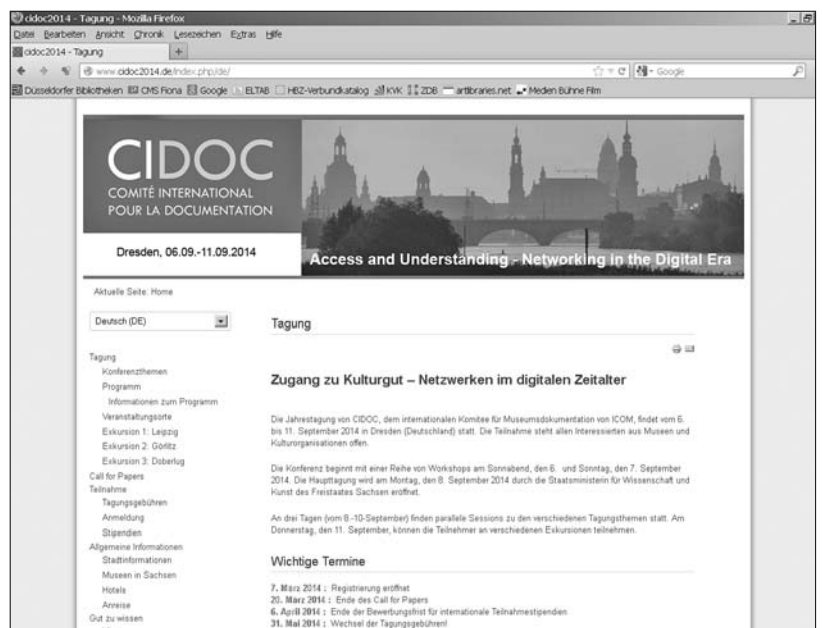 cidoc2014 - Tagung - Mozilla Firefox
Datei Bearbeiten Ansicht Chronik Lesezeichen Extras Hilfe
cidoc2014 - Tagung
www.cidoc2014.de/index.php/de/
Google
Düsseldorfer Bibliotheken CMS Fiona Google ELTAB HBZ-Verbundkatalog KVK ZDB artlibraries.net Medien Bühne Film
CIDOC
COMITÉ INTERNATIONAL
POUR LA DOCUMENTATION
Dresden, 06.09.-11.09.2014
Access and Understanding - Networking in the Digital Era
Aktuelle Seite: Home
Deutsch (DE)
Tagung
Konferenzthemen
Programm
Informationen zum Programm
Veranstaltungsorte
Exkursion 1: Leipzig
Exkursion 2: Görlitz
Exkursion 3: Doberlug
Call for Papers
Teilnahme
Tagungsgebühren
Anmeldung
Stipendien
Allgemeine Informationen
Stadtinformationen
Museen in Sachsen
Hotels
Anreise
Gut zu wissen
Tagung
Zugang zu Kulturgut – Netzwerken im digitalen Zeitalter
Die Jahrestagung von CIDOC, dem internationalen Komitee für Museumsdokumentation von ICOM, findet vom 6.
bis 11. September 2014 in Dresden (Deutschland) statt. Die Teilnahme steht allen Interessierten aus Museen und
Kulturorganisationen offen.
Die Konferenz beginnt mit einer Reihe von Workshops am Sonnabend, den 6. und Sonntag, den 7. September
2014. Die Haupttagung wird am Montag, den 8. September 2014 durch die Staatsministerin für Wissenschaft und
Kunst des Freistaates Sachsen eröffnet.
An drei Tagen (vom 8.-10-September) finden parallele Sessions zu den verschiedenen Tagungsthemen statt. Am
Donnerstag, den 11. September, können die Teilnehmer an verschiedenen Exkursionen teilnehmen.
Wichtige Termine
7. März 2014 : Registrierung eröffnet
20. März 2014 : Ende des Call for Papers
6. April 2014 : Ende der Bewerbungsfrist für internationale Teilnahmestipendien
31. Mai 2014 : Wechsel der Tagungsgebühren!